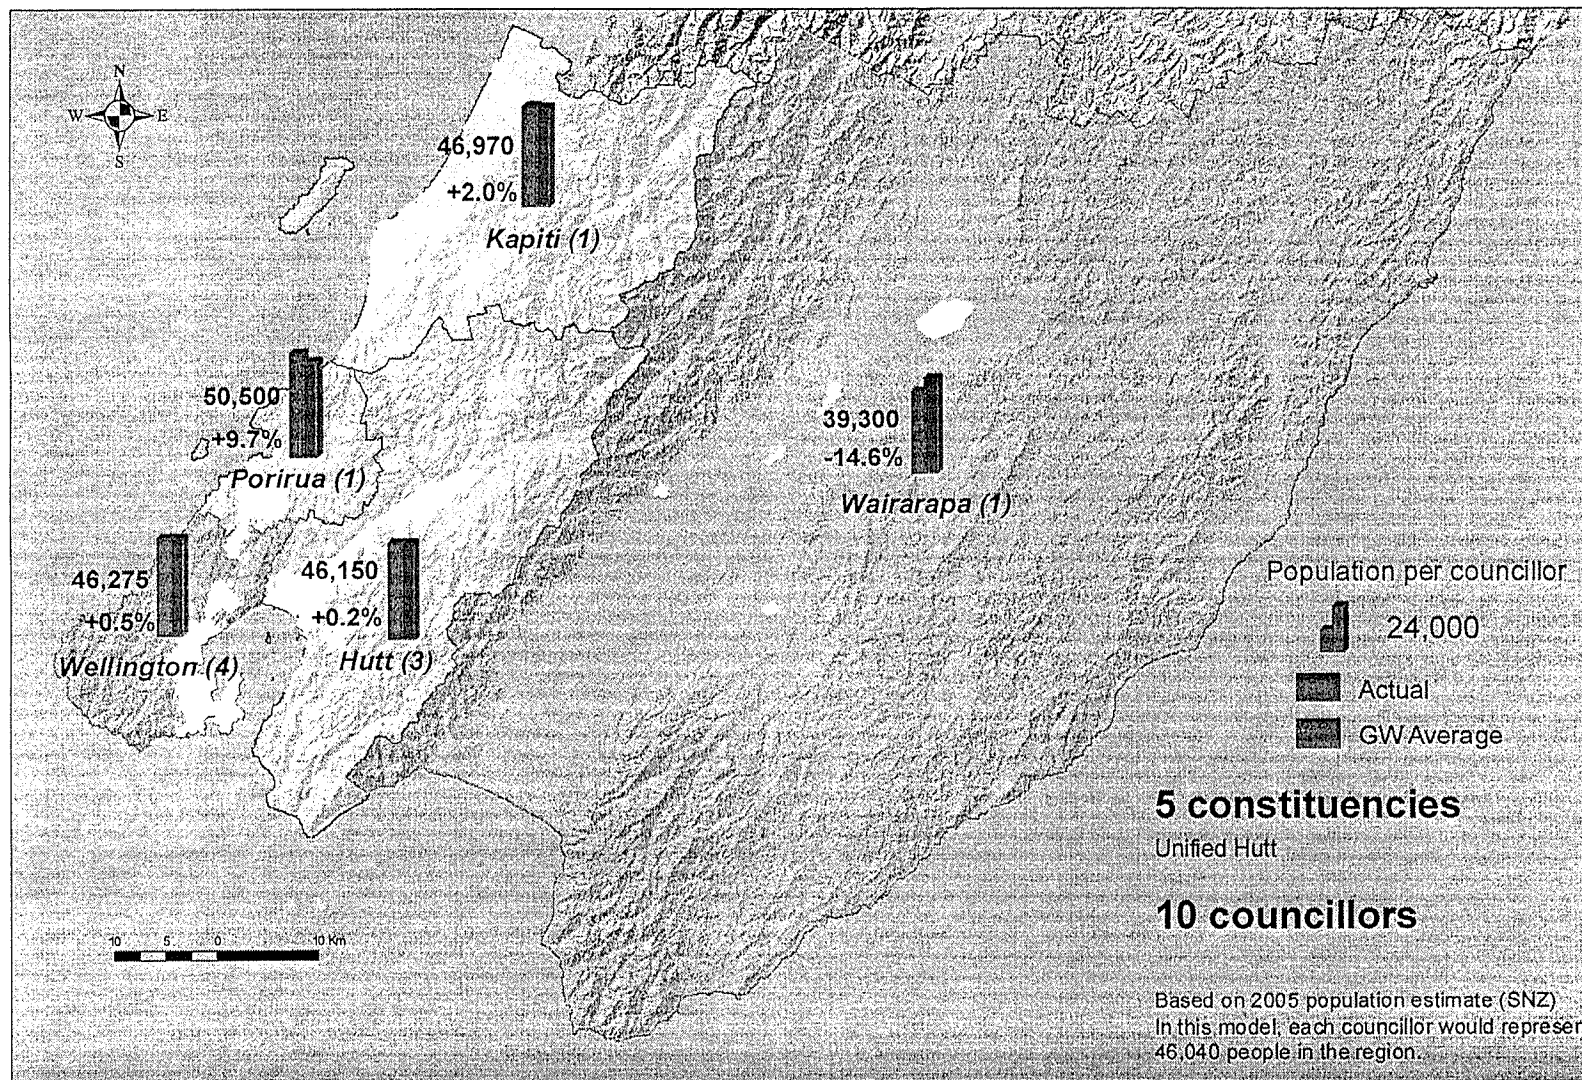 N
W E
S
46,970
+2.0%
Kapiti (1)
50,500
+9.7%
Porirua (1)
39,300
-14.6%
Wairarapa (1)
46,275
+0.5%
Wellington (4)
46,150
+0.2%
Hutt (3)
Population per councillor
24,000
Actual
GW Average
5 constituencies
Unified Hutt
10 councillors
10 5 0 10 Km
Based on 2005 population estimate (SNZ)
In this model, each councillor would represen
46,040 people in the region.